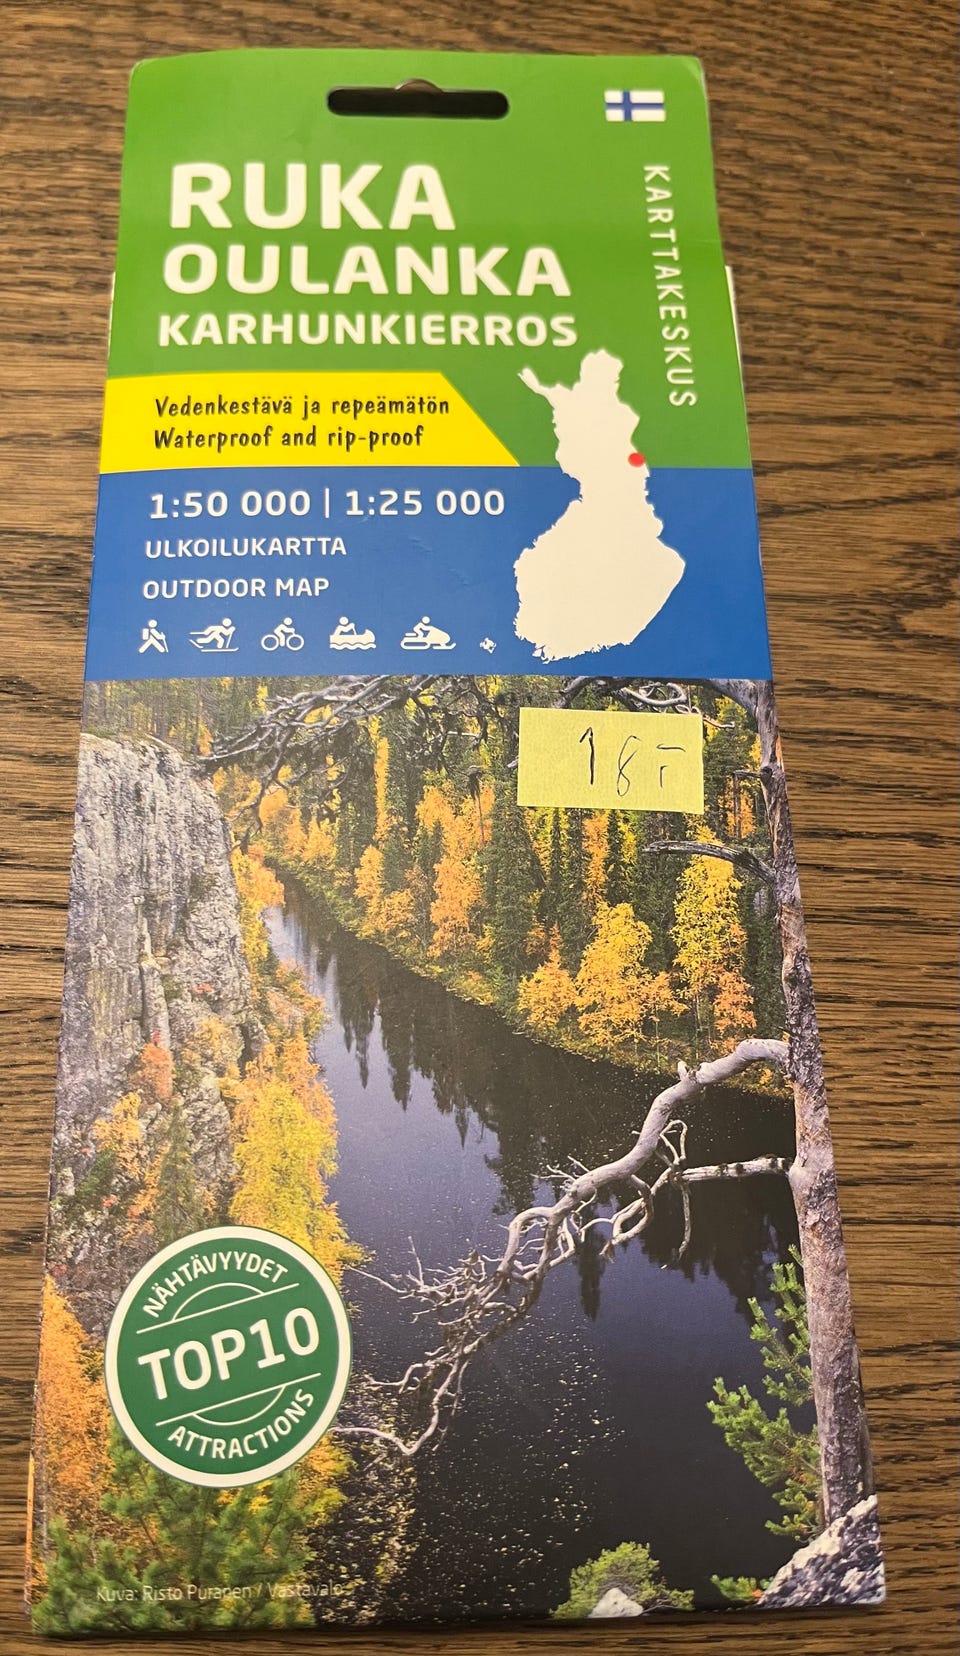 RUKA
OULANKA
KARHUNKIERROS
KARTTAKESKUS
Vedenkestävä ja repeämätön
Waterproof and rip-proof
1:50 000 | 1:25 000
ULKOILUKARTTA
OUTDOOR MAP
18,-
NÄHTÄVYYDET
TOP10
ATTRACTIONS
Kuva: Risto Puranen / Vastavalo